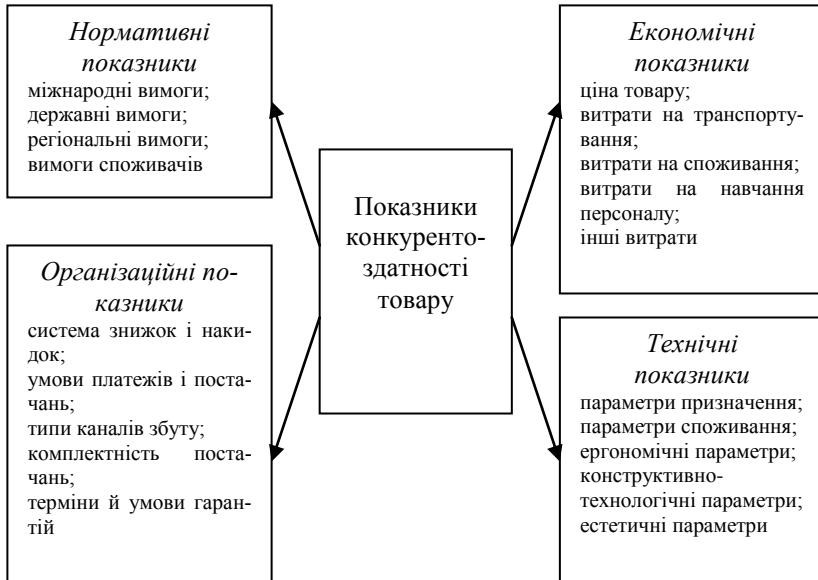 Нормативні
показники
міжнародні вимоги;
державні вимоги;
регіональні вимоги;
вимоги споживачів
Економічні
показники
ціна товару;
витрати на транспорту-
вання;
витрати на споживання;
витрати на навчання
персоналу;
інші витрати
Показники
конкуренто-
здатності
товару
Організаційні по-
казники
система знижок і наки-
док;
умови платежів і поста-
чань;
типи каналів збуту;
комплектність поста-
чань;
терміни й умови гаран-
тій
Технічні
показники
параметри призначення;
параметри споживання;
ергономічні параметри;
конструктивно-
технологічні параметри;
естетичні параметри